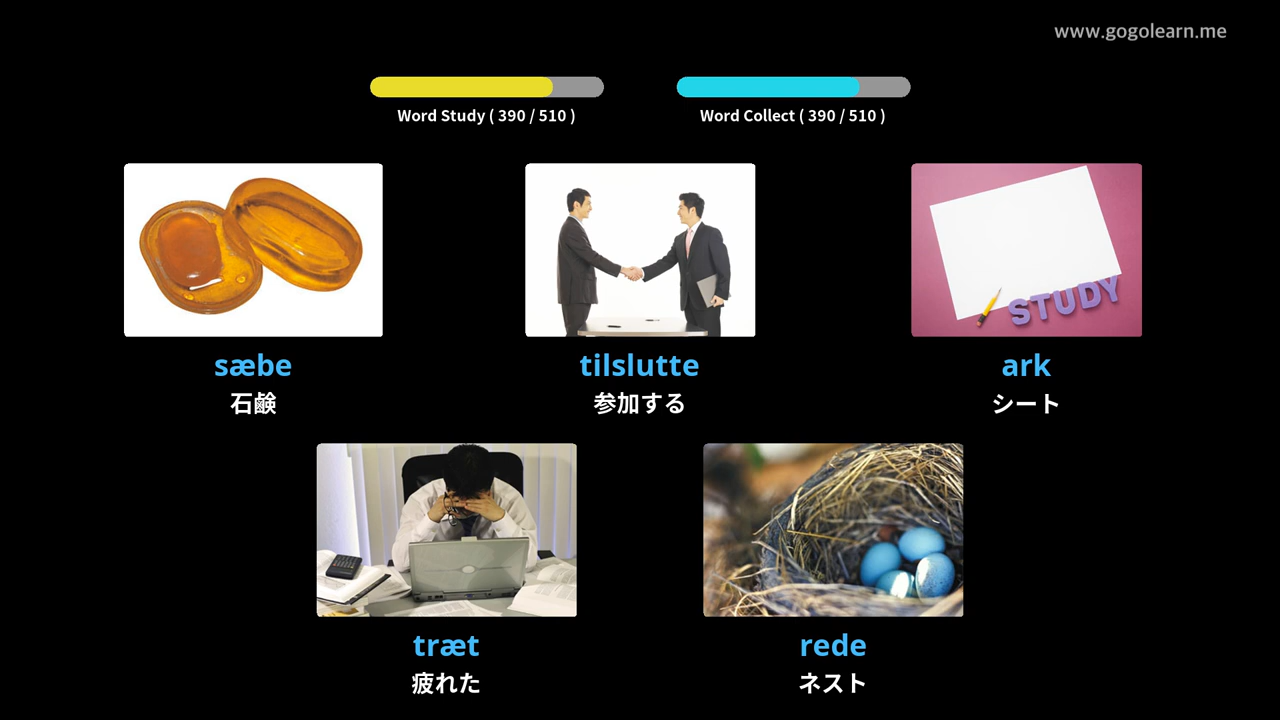 www.gogolearn.me
Word Study ( 390 / 510 )
Word Collect ( 390 / 510 )
STUDY
sæbe
石鹸
tilslutte
参加する
ark
シート
træt
疲れた
rede
ネスト